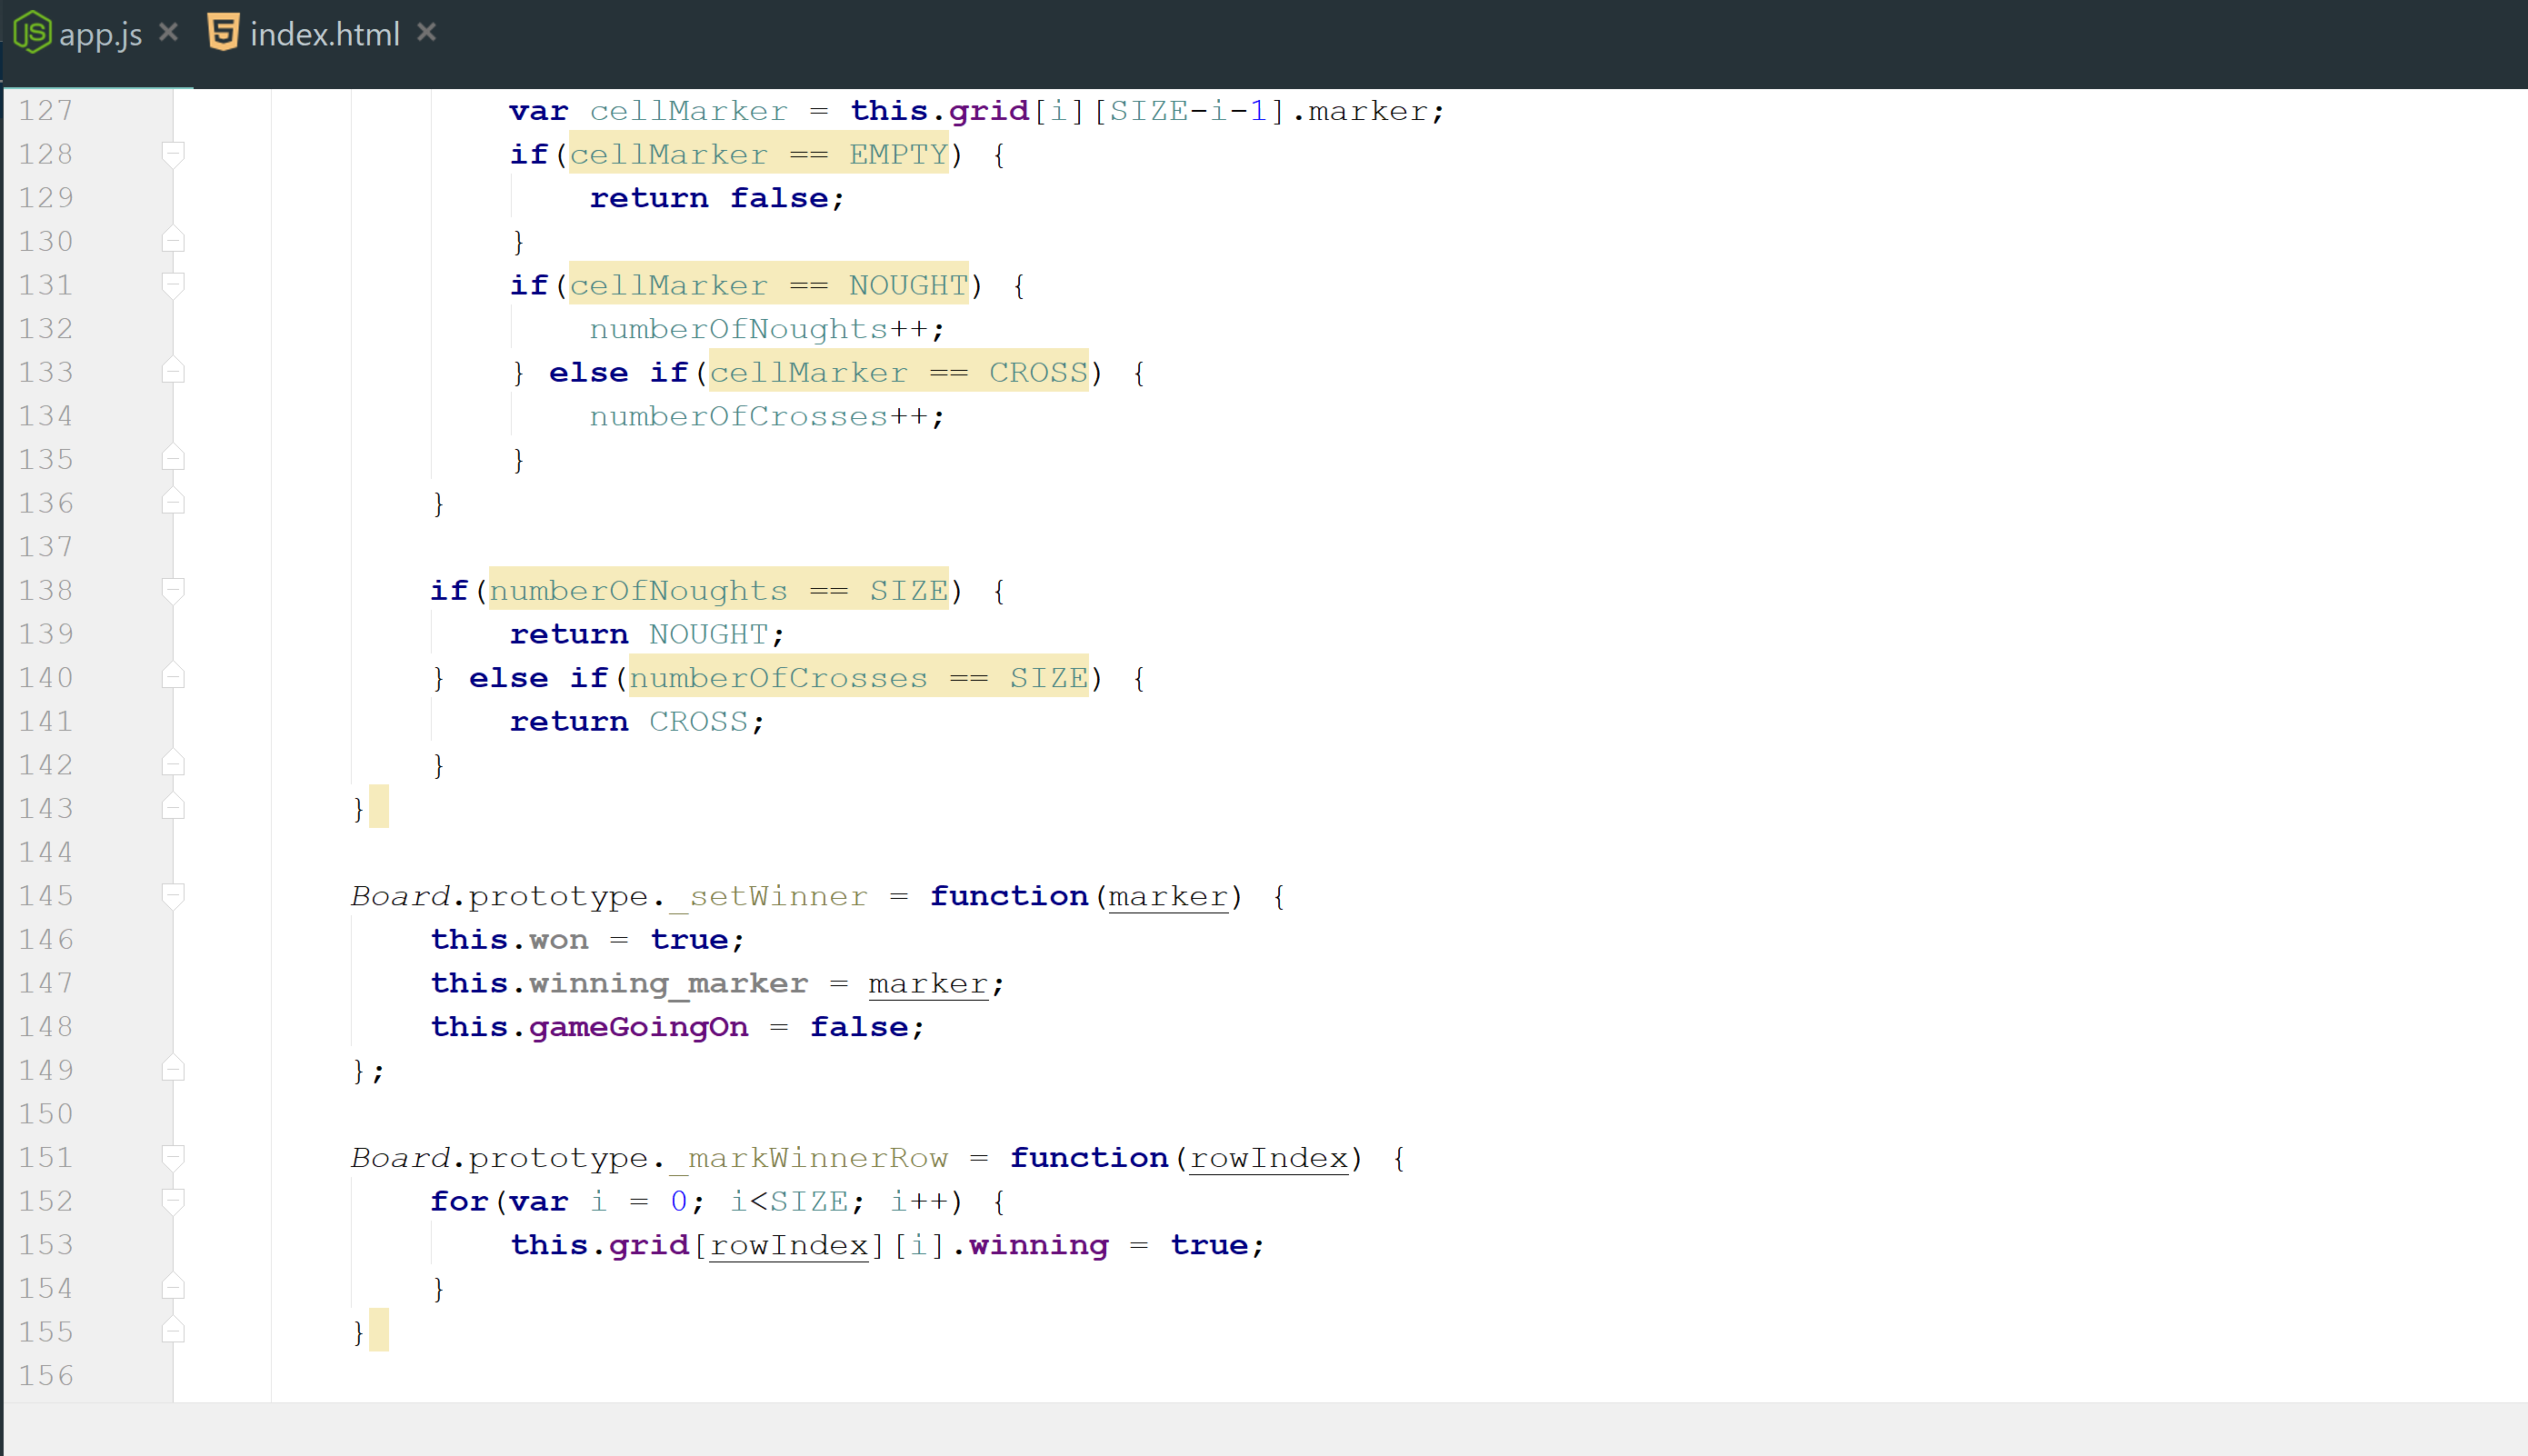 app.js × index.html ×
127 var cellMarker = this.grid[i][SIZE-i-1].marker;
128 if(cellMarker == EMPTY) {
129 return false;
130 }
131 if(cellMarker == NOUGHT) {
132 numberOfNoughts++;
133 } else if(cellMarker == CROSS) {
134 numberOfCrosses++;
135 }
136 }
137
138 if(numberOfNoughts == SIZE) {
139 return NOUGHT;
140 } else if(numberOfCrosses == SIZE) {
141 return CROSS;
142 }
143 }
144
145 Board.prototype._setWinner = function(marker) {
146 this.won = true;
147 this.winning_marker = marker;
148 this.gameGoingOn = false;
149 };
150
151 Board.prototype._markWinnerRow = function(rowIndex) {
152 for(var i = 0; i<SIZE; i++) {
153 this.grid[rowIndex][i].winning = true;
154 }
155 }
156